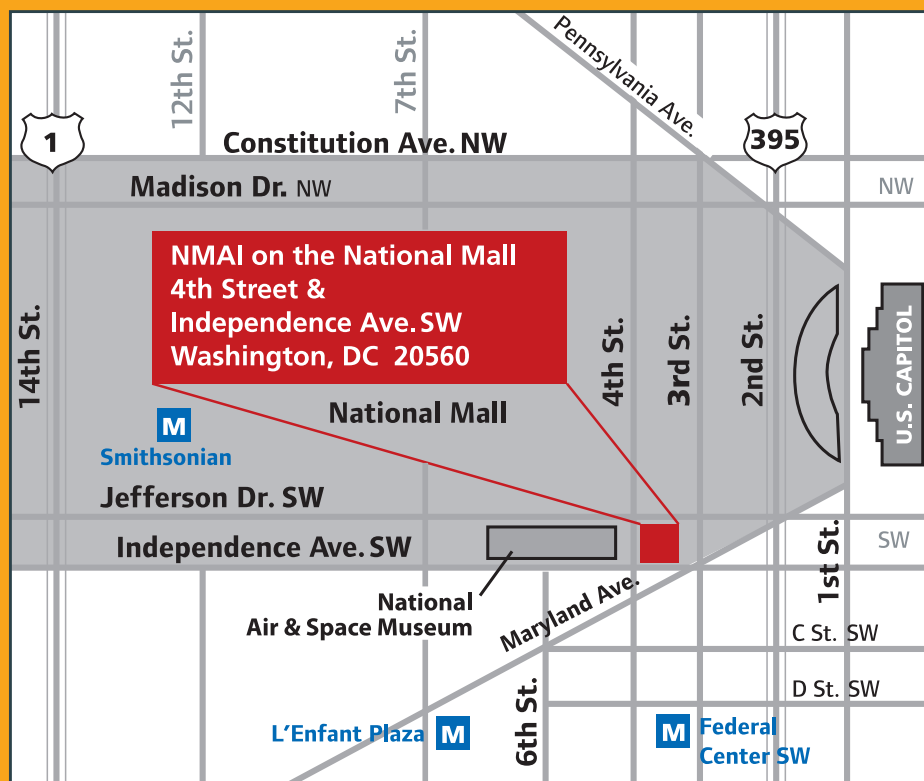 12th St.
7th St.
Pennsylvania Ave.
1
395
Constitution Ave. NW
Madison Dr. NW
NW
NMAI on the National Mall
4th Street &
Independence Ave. SW
Washington, DC 20560
14th St.
4th St.
3rd St.
2nd St.
U.S. CAPITOL
National Mall
M
Smithsonian
Jefferson Dr. SW
Independence Ave. SW
SW
1st St.
National
Air & Space Museum
Maryland Ave.
C St. SW
D St. SW
6th St.
L'Enfant Plaza M
M Federal
Center SW